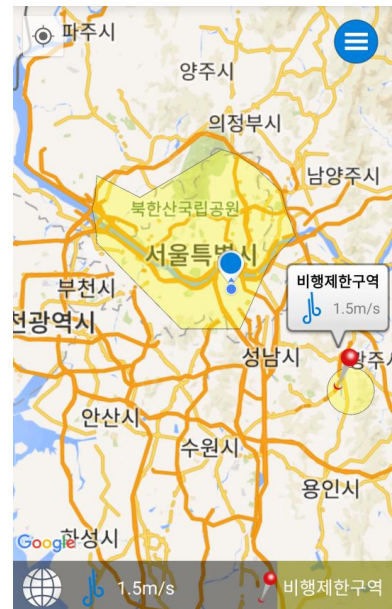 파주시
양주시
의정부시
남양주시
북한산국립공원
서울특별시
비행제한구역
1.5m/s
부천시
천광역시
성남시
광주시
안산시
수원시
용인시
Google
화성시
1.5m/s
비행제한구역